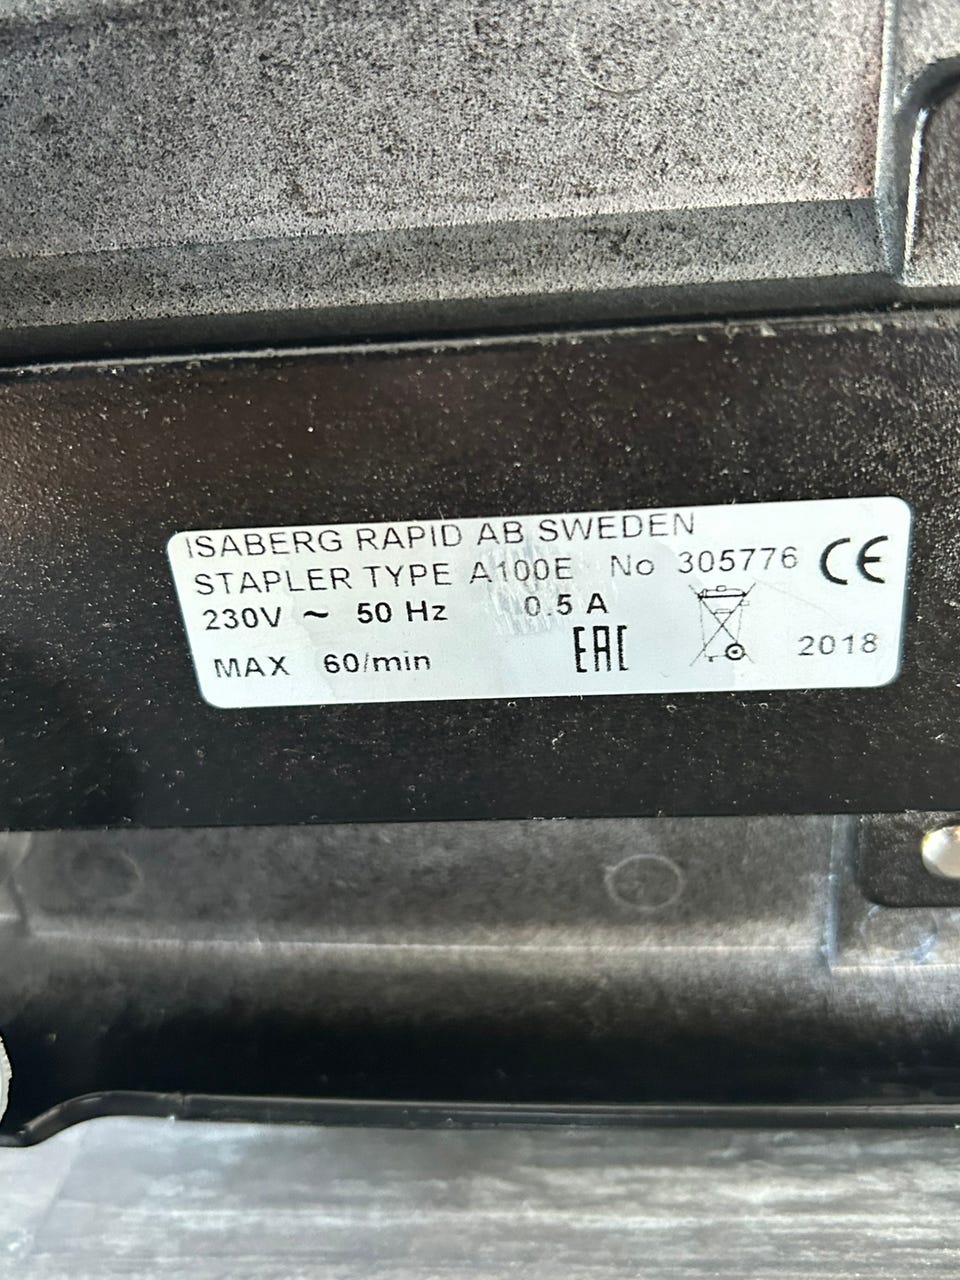 ISABERG RAPID AB SWEDEN
STAPLER TYPE A100E No 305776 CE
230V ~ 50 Hz 0.5 A
MAX 60/min EAC 2018